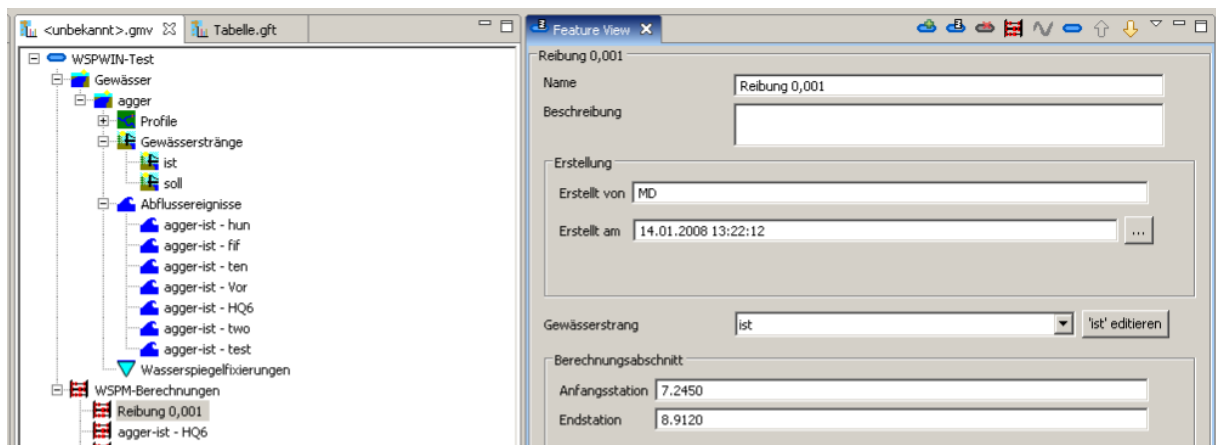 <unbekannt>.gmv
Tabelle.gft
WSPWIN-Test
Gewässer
agger
Profile
Gewässerstränge
ist
soll
Abflussereignisse
agger-ist - hun
agger-ist - fif
agger-ist - ten
agger-ist - Vor
agger-ist - HQ6
agger-ist - two
agger-ist - test
Wasserspiegelfixierungen
WSPM-Berechnungen
Reibung 0,001
agger-ist - HQ6
Feature View
Reibung 0,001
Name Reibung 0,001
Beschreibung
Erstellung
Erstellt von MD
Erstellt am 14.01.2008 13:22:12 ...
Gewässerstrang ist 'ist' editieren
Berechnungsabschnitt
Anfangsstation 7.2450
Endstation 8.9120